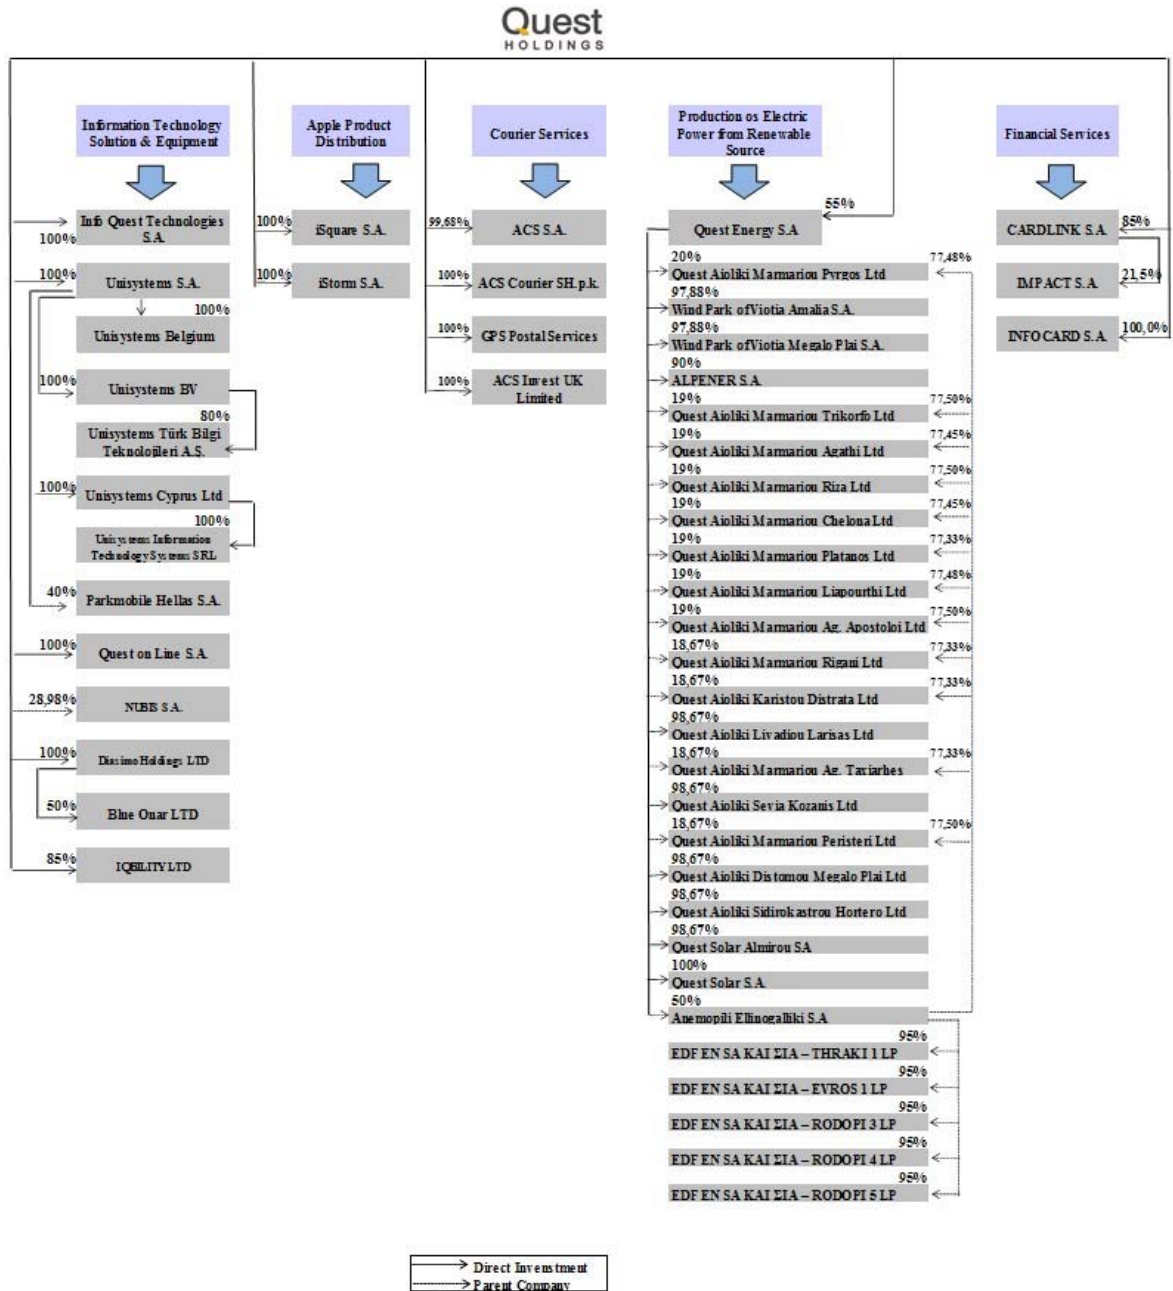 Quest
HOLDINGS
Information Technology
Solution & Equipment
100%
Info Quest Technologies
S.A.
100%
Unisystems S.A.
100%
Unisystems Belgium
100%
Unisystems BV
80%
Unisystems Türk Bilgi
Teknolojileri A.Ş.
100%
Unisystems Cyprus Ltd
100%
Unisystems Information
Technology Systems SRL
40%
Parkmobile Hellas S.A.
100%
Quest on Line S.A.
28,98%
NUBIS S.A.
100%
Diasimo Holdings LTD
50%
Blue Onar LTD
85%
IQBILITY LTD
Apple Product
Distribution
100%
iSquare S.A.
100%
iStorm S.A.
Courier Services
99,68%
ACS S.A.
100%
ACS Courier SH.p.k.
100%
GPS Postal Services
100%
ACS Invest UK
Limited
Production os Electric
Power from Renewable
Source
55%
Quest Energy S.A
20%
77,48%
Quest Aioliki Marmariou Pyrgos Ltd
97,88%
Wind Park of Viotia Amalia S.A.
97,88%
Wind Park of Viotia Megalo Plai S.A.
90%
ALPENER S.A.
19%
77,50%
Quest Aioliki Marmariou Trikorfo Ltd
19%
77,45%
Quest Aioliki Marmariou Agathi Ltd
19%
77,50%
Quest Aioliki Marmariou Riza Ltd
19%
77,45%
Quest Aioliki Marmariou Chelona Ltd
19%
77,33%
Quest Aioliki Marmariou Platanos Ltd
19%
77,48%
Quest Aioliki Marmariou Liapourthi Ltd
19%
77,50%
Quest Aioliki Marmariou Ag. Apostoloi Ltd
18,67%
77,33%
Quest Aioliki Marmariou Rigani Ltd
18,67%
77,33%
Quest Aioliki Karistou Distrata Ltd
98,67%
Quest Aioliki Livadiou Larisas Ltd
18,67%
77,33%
Quest Aioliki Marmariou Ag. Taxiarhes
98,67%
Quest Aioliki Sevia Kozanis Ltd
18,67%
77,50%
Quest Aioliki Marmariou Peristeri Ltd
98,67%
Quest Aioliki Distomou Megalo Plai Ltd
98,67%
Quest Aioliki Sidirokastrou Hortero Ltd
98,67%
Quest Solar Almirou S.A
100%
Quest Solar S.A.
50%
Anemopili Ellinogalliki S.A
95%
EDF EN SA ΚΑΙ ΣΙΑ – THRAKI 1 LP
95%
EDF EN SA ΚΑΙ ΣΙΑ – EVROS 1 LP
95%
EDF EN SA ΚΑΙ ΣΙΑ – RODOPI 3 LP
95%
EDF EN SA ΚΑΙ ΣΙΑ – RODOPI 4 LP
95%
EDF EN SA ΚΑΙ ΣΙΑ – RODOPI 5 LP
Financial Services
85%
CARDLINK S.A.
21,5%
IMPACT S.A.
100,0%
INFOCARD S.A.
Direct Invenstment
Parent Company